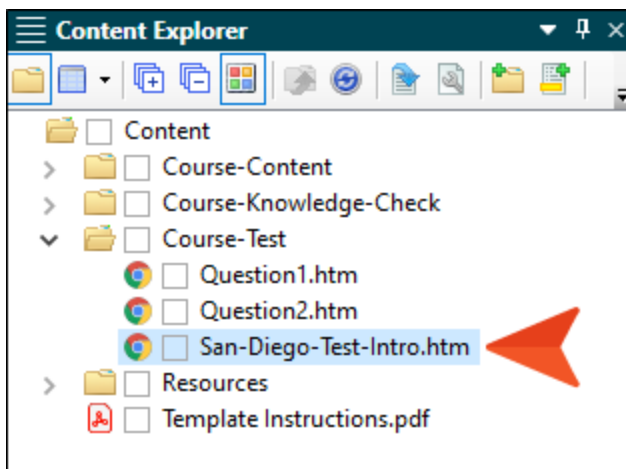 Content Explorer
Content
Course-Content
Course-Knowledge-Check
Course-Test
Question1.htm
Question2.htm
San-Diego-Test-Intro.htm
Resources
Template Instructions.pdf